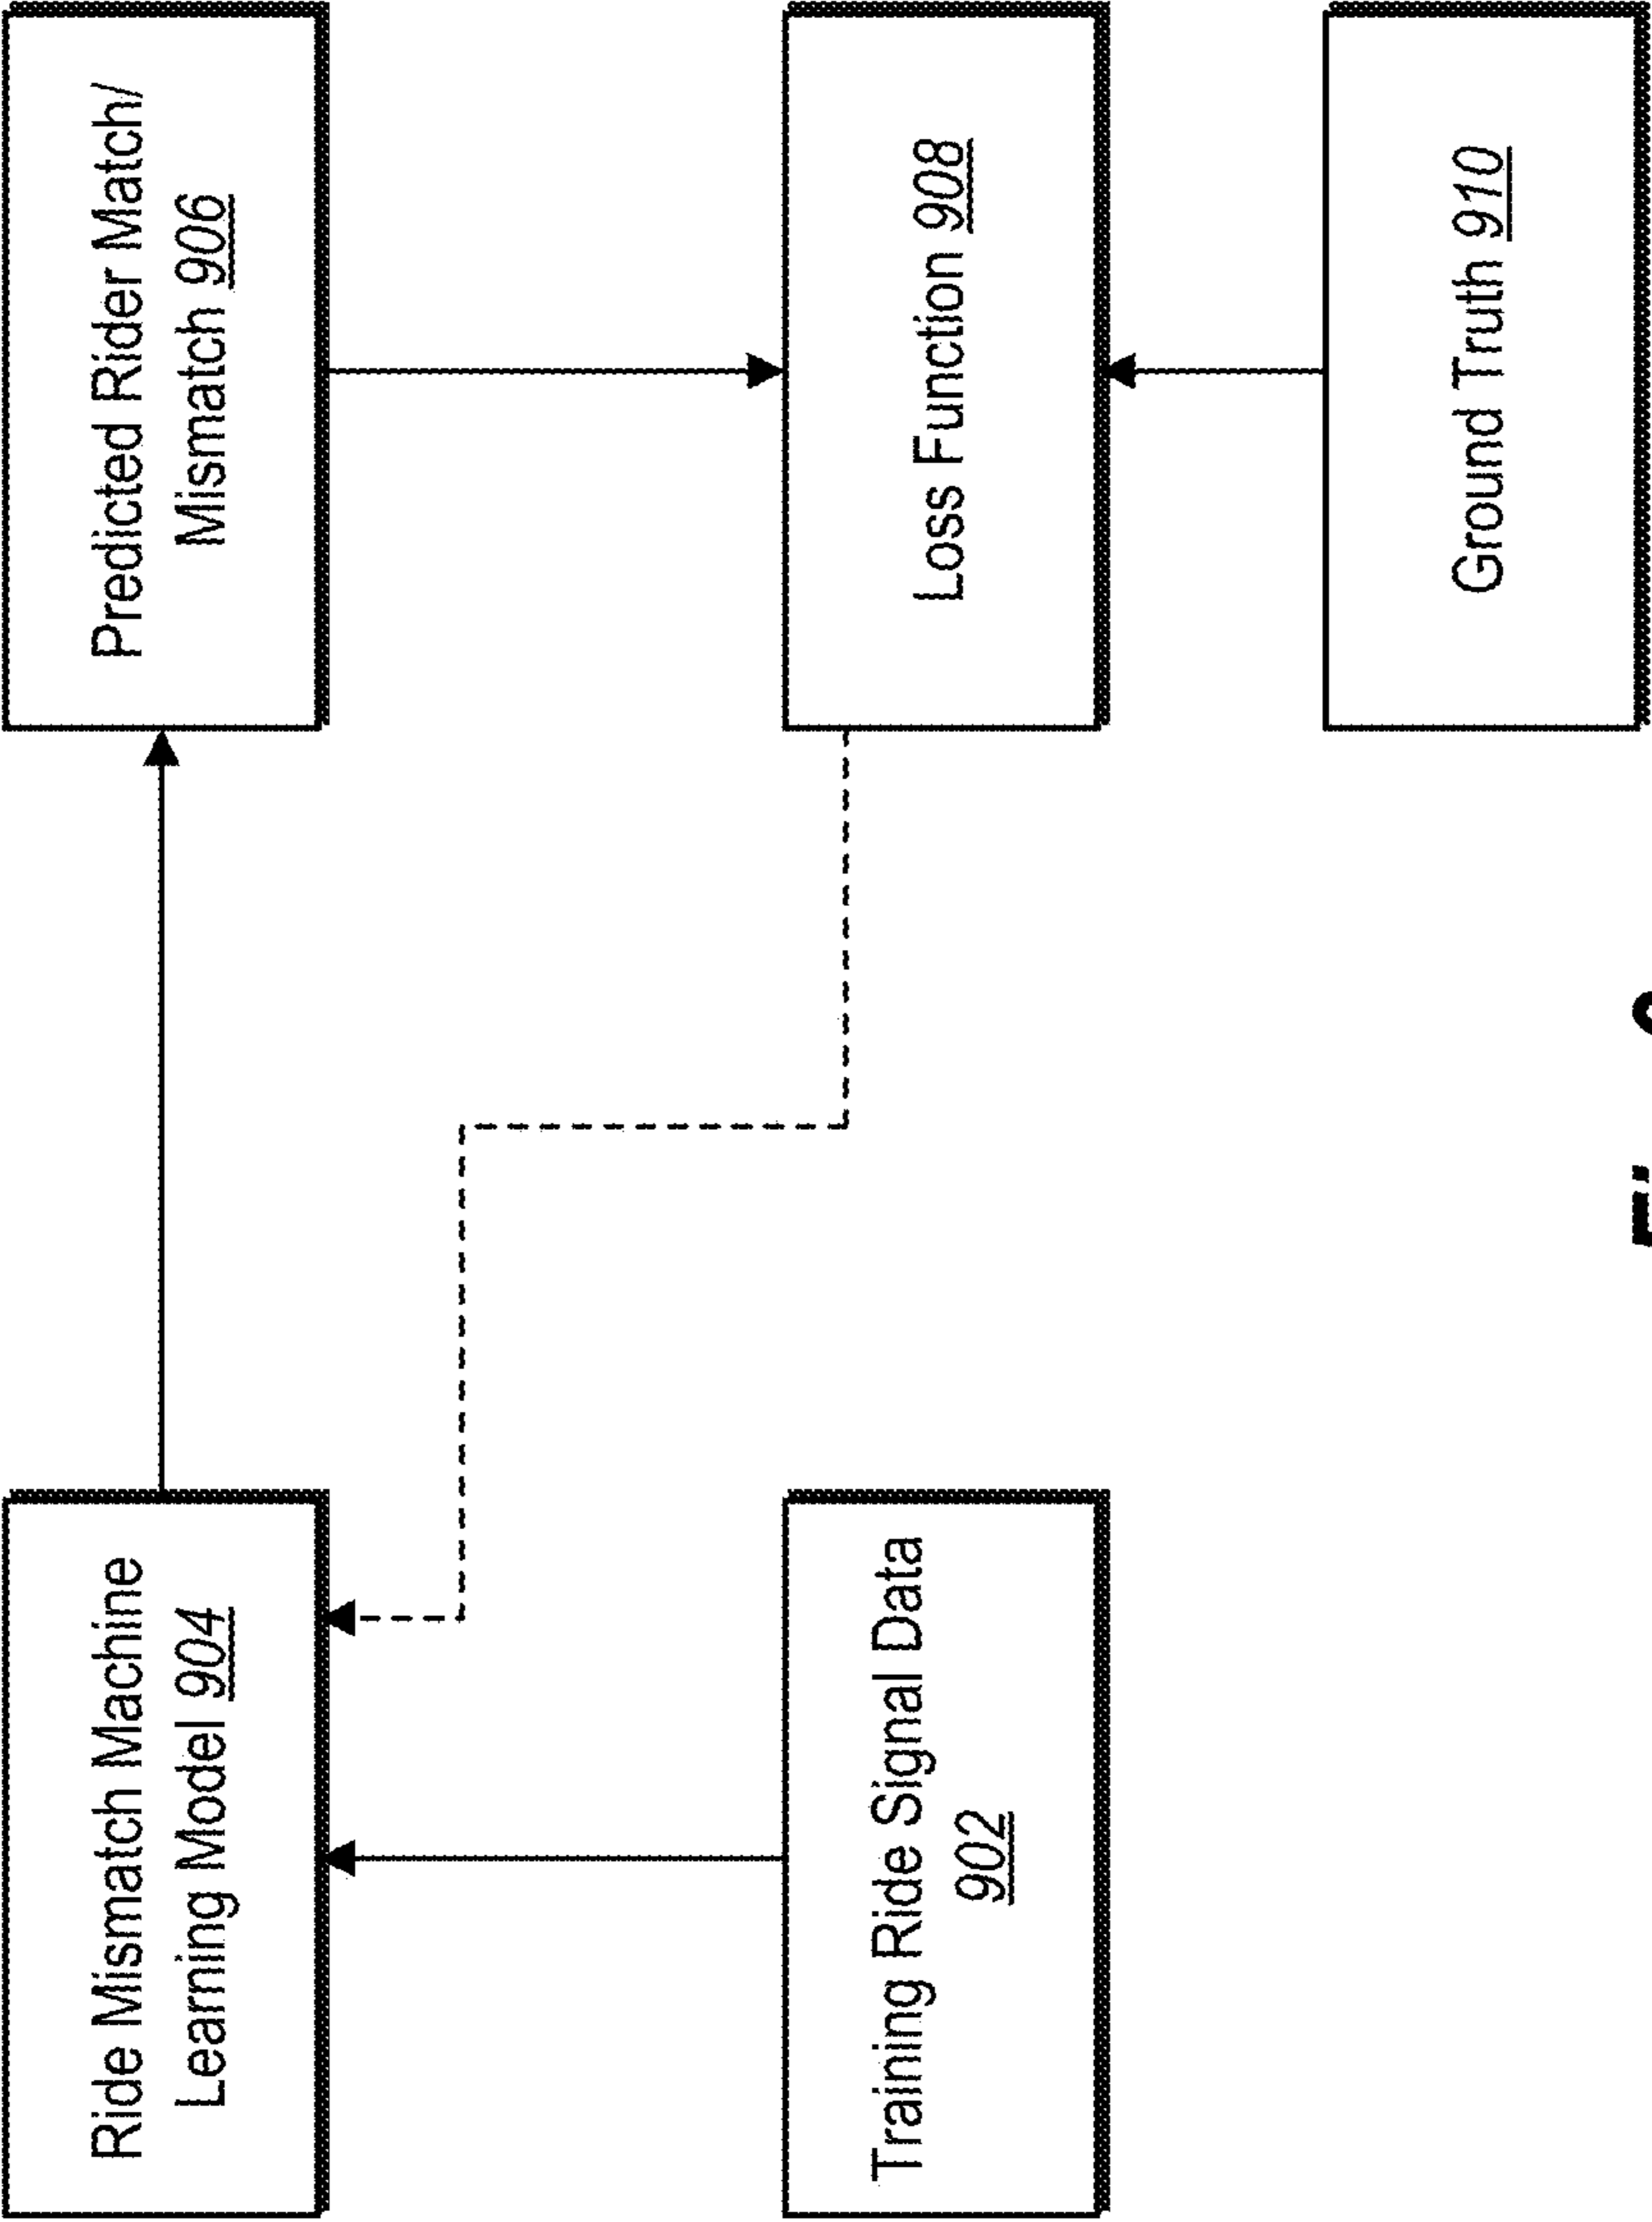 Ride Mismatch Machine
Learning Model 904
Predicted Rider Match/
Mismatch 906
Training Ride Signal Data
902
Loss Function 908
Ground Truth 910